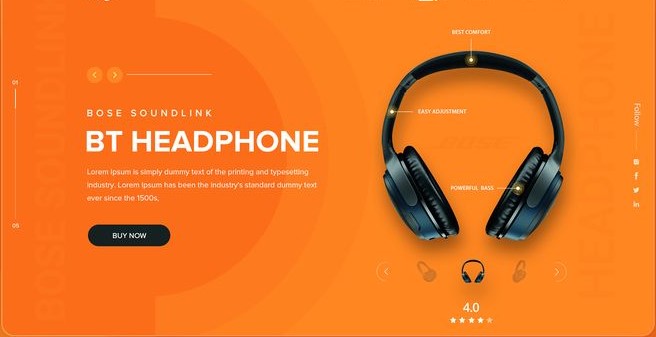 BEST COMFORT
01
EASY ADJUSTMENT
BOSE SOUNDLINK
BT HEADPHONE
Lorem Ipsum is simply dummy text of the printing and typesetting
industry. Lorem Ipsum has been the industry's standard dummy text
ever since the 1500s.
POWERFUL BASS
BUY NOW
05
4.0
Follow
BOSE SOUNDLINK
HEADPHONE
BOSE